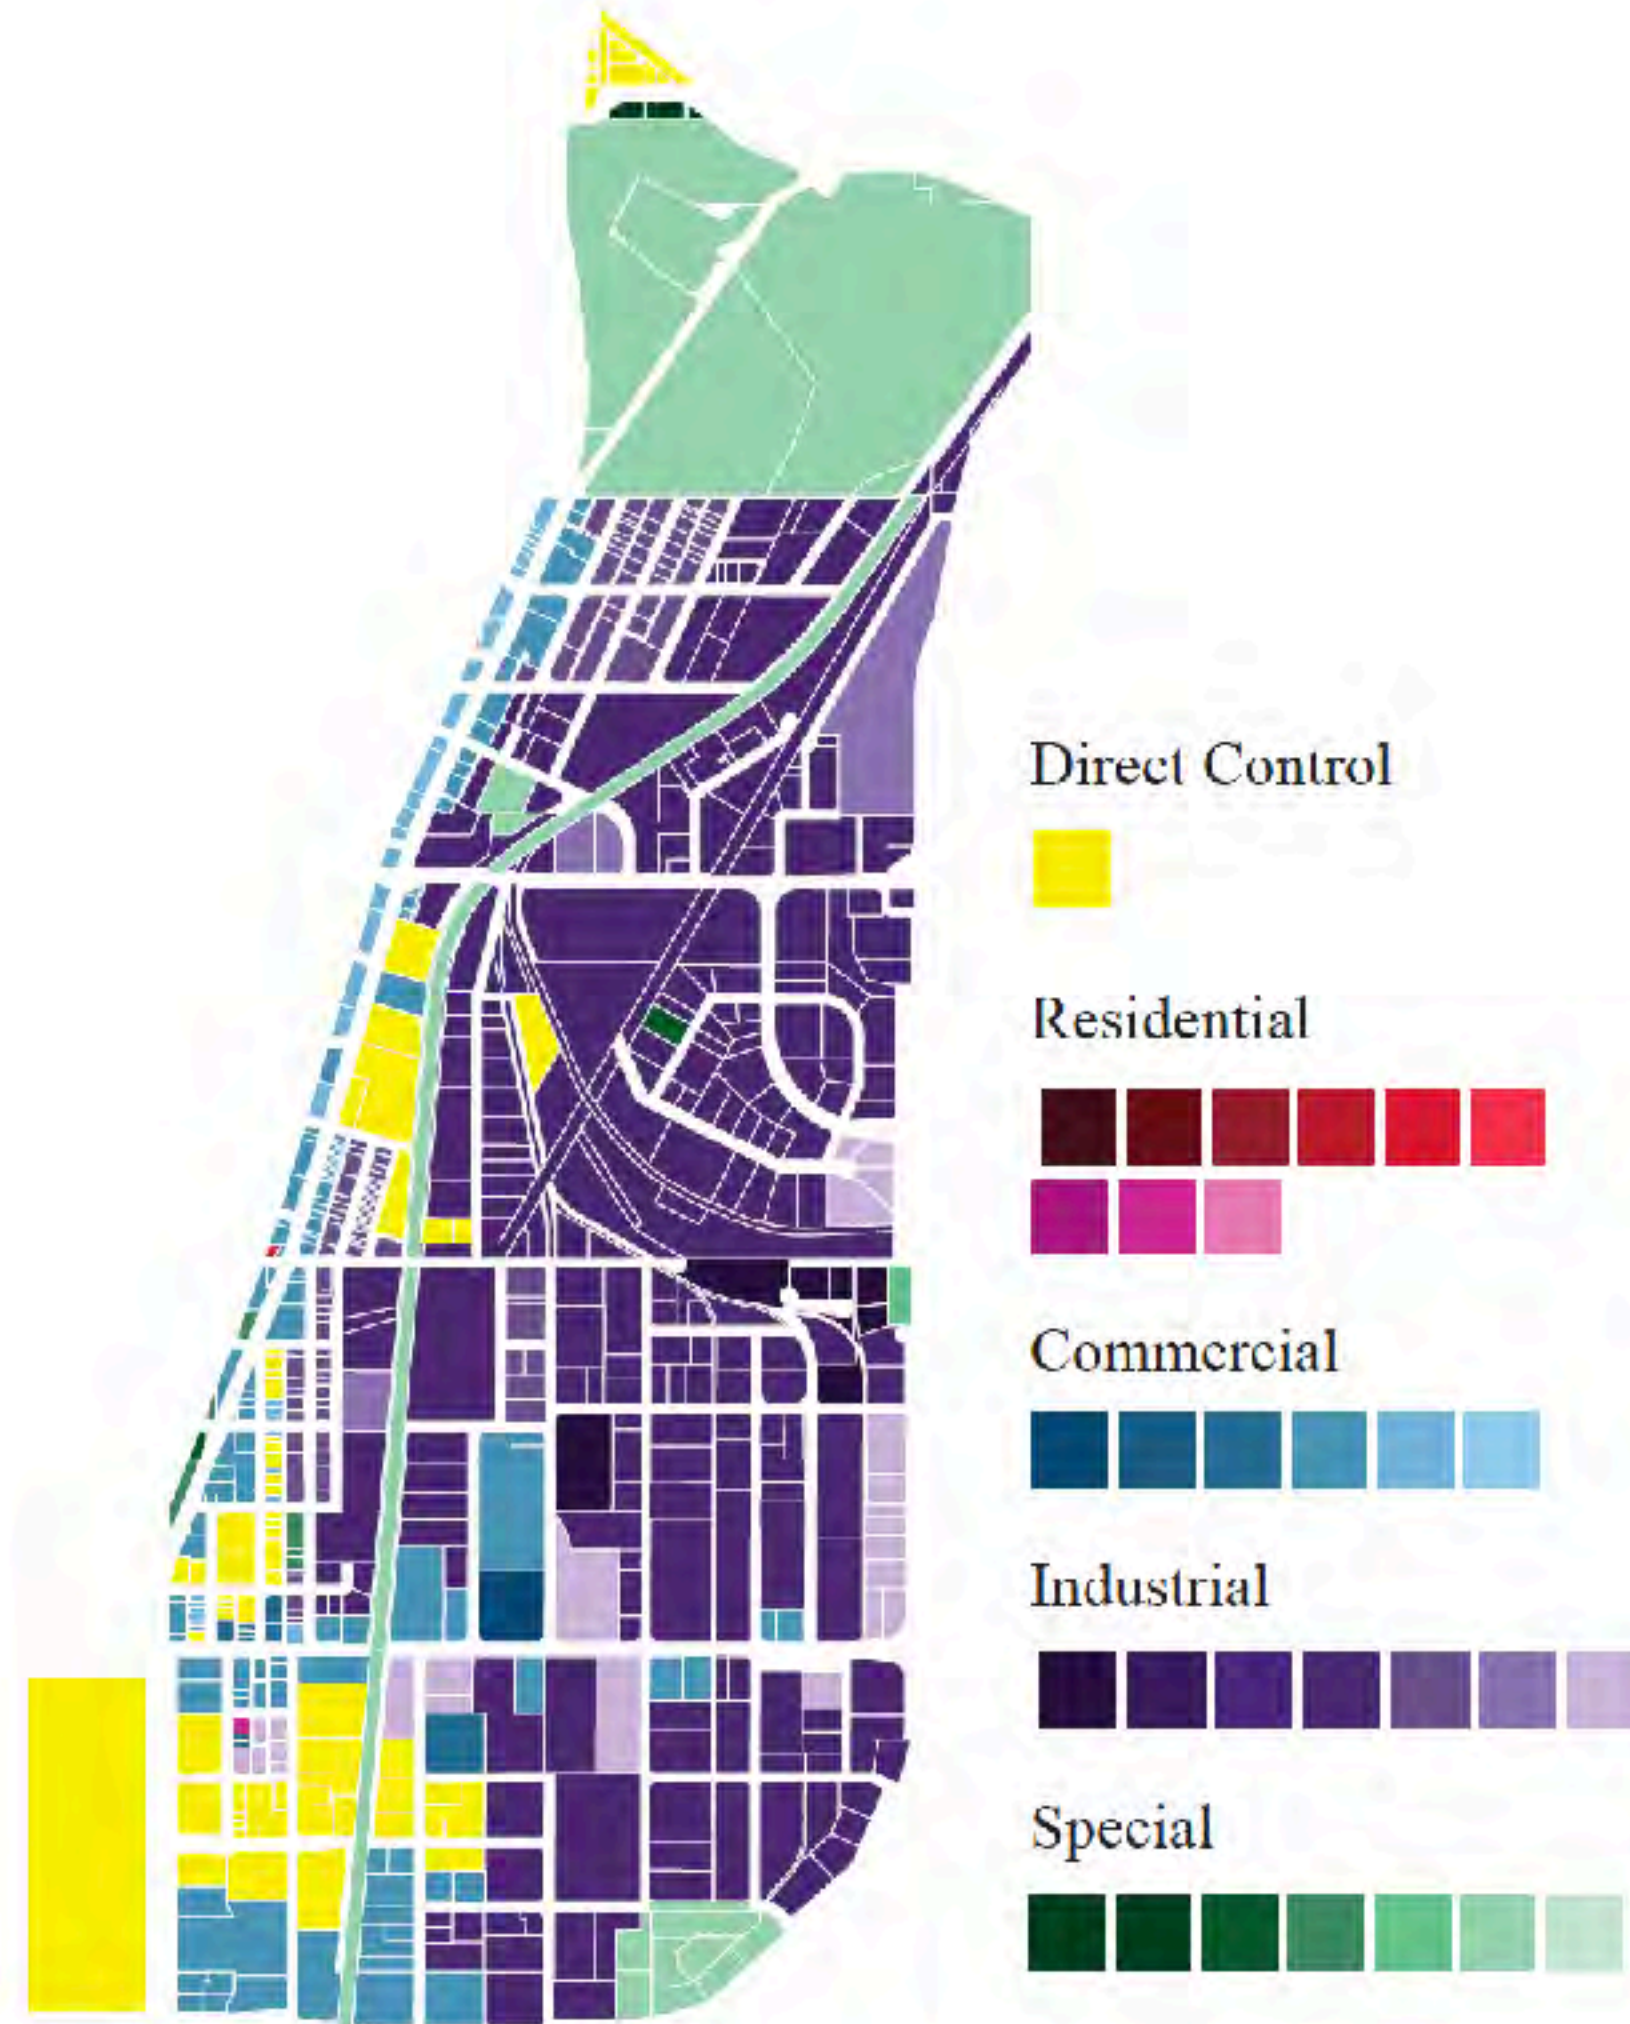 Direct Control
Residential
Commercial
Industrial
Special